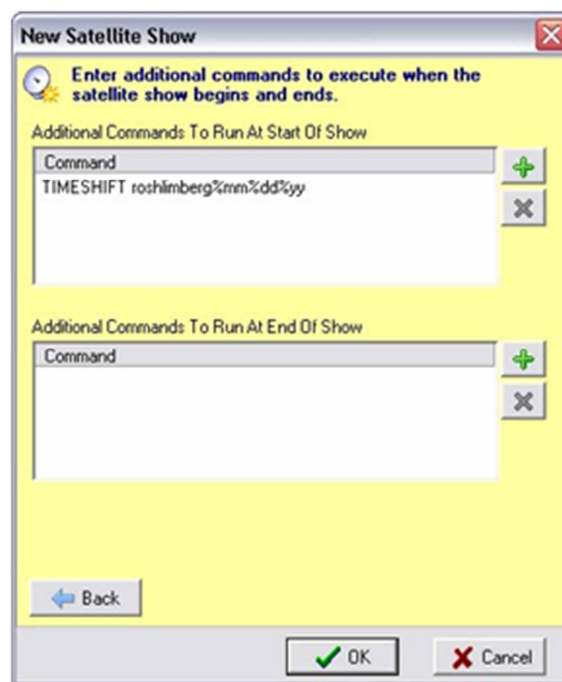 New Satellite Show
Enter additional commands to execute when the
satellite show begins and ends.
Additional Commands To Run At Start Of Show
Command
TIMESHIFT roshlimberg%mm%dd%yy
Additional Commands To Run At End Of Show
Command
Back
OK
Cancel